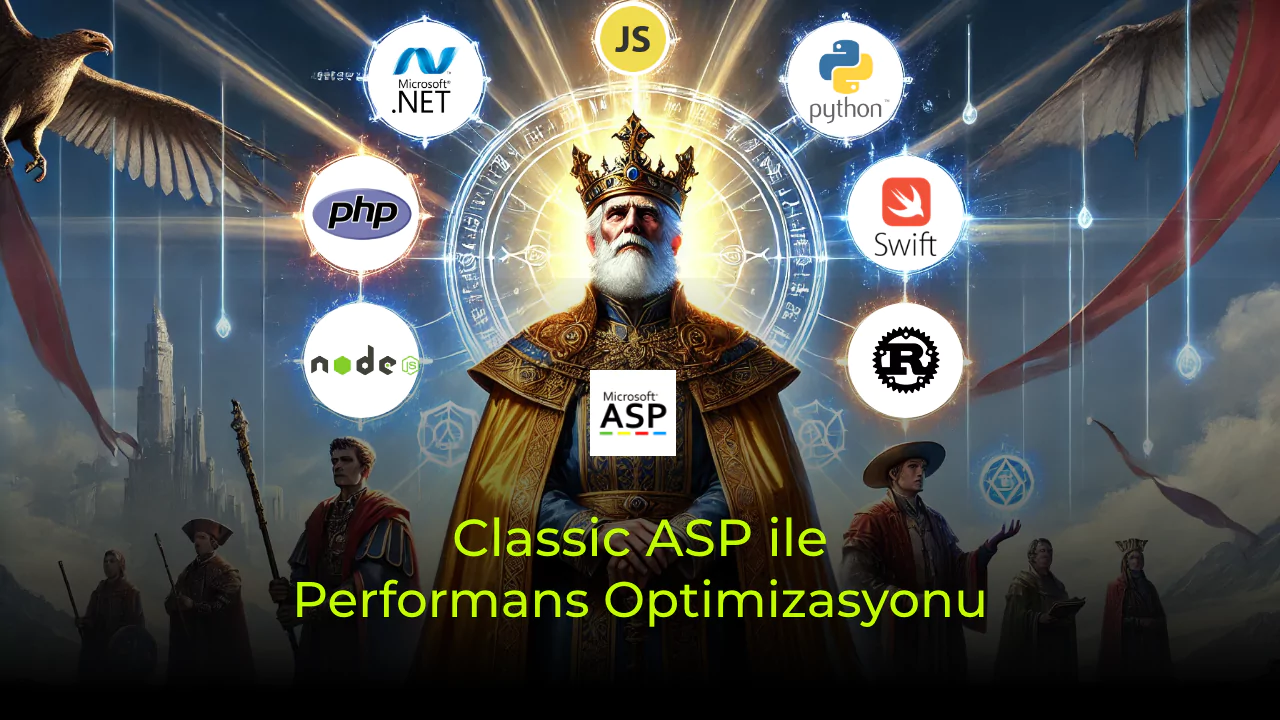 JS
Microsoft®
.NET
python™
php
Swift
node
JS
R
Microsoft®
ASP
Classic ASP ile
Performans Optimizasyonu